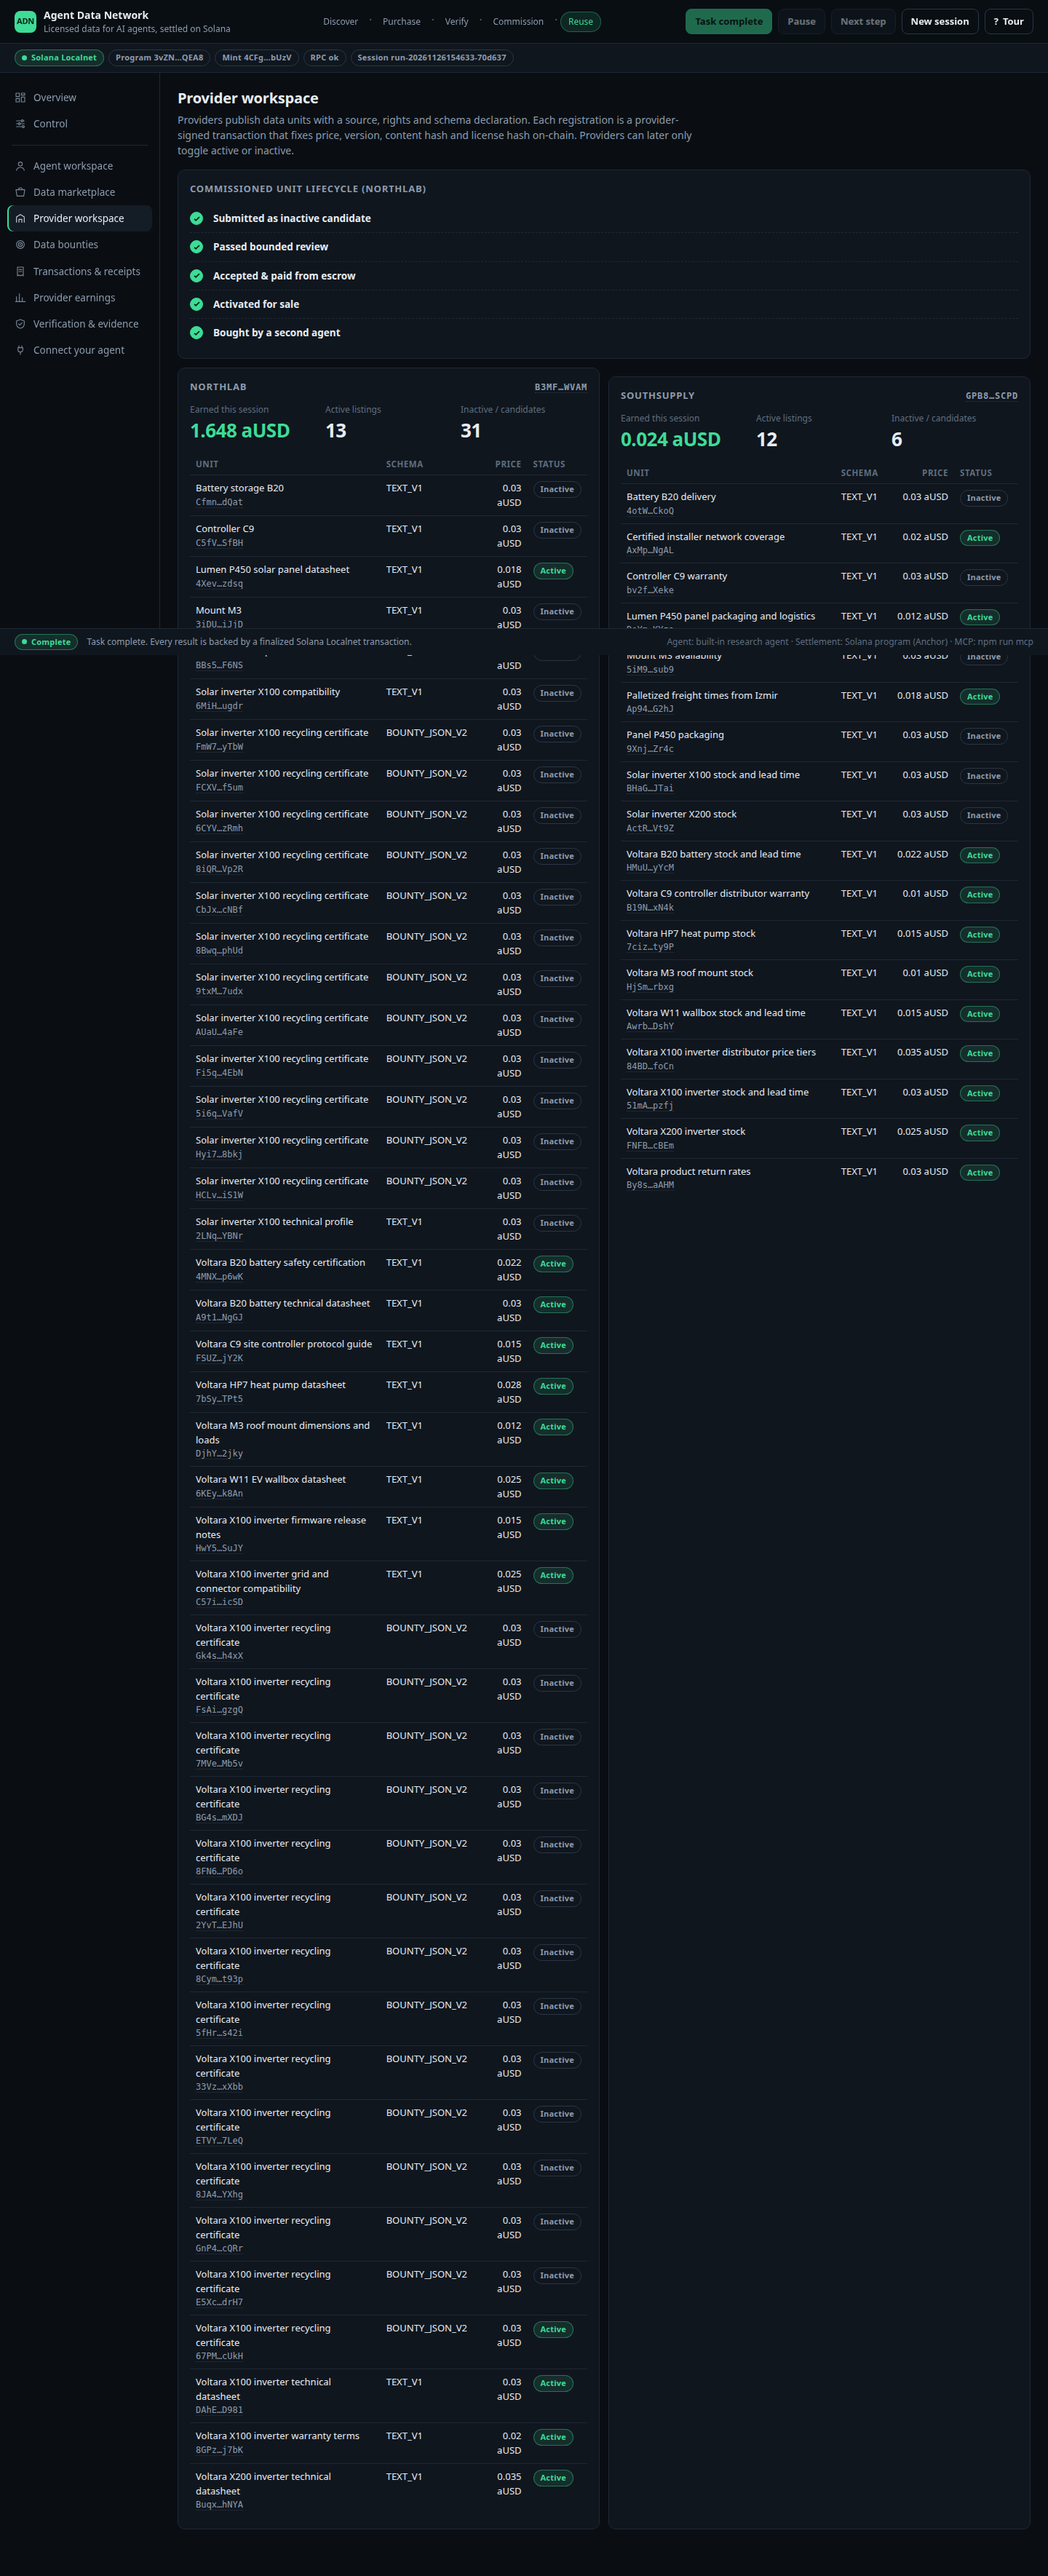 ADN
Agent Data Network
Licensed data for AI agents, settled on Solana
Discover · Purchase · Verify · Commission · Reuse
Task complete
Pause
Next step
New session
? Tour
Solana Localnet
Program 3vZN…QEA8
Mint 4CFg…bUzV
RPC ok
Session run-20261126154633-70d637
Overview
Control
Agent workspace
Data marketplace
Provider workspace
Data bounties
Transactions & receipts
Provider earnings
Verification & evidence
Connect your agent
Provider workspace
Providers publish data units with a source, rights and schema declaration. Each registration is a provider-
signed transaction that fixes price, version, content hash and license hash on-chain. Providers can later only
toggle active or inactive.
COMMISSIONED UNIT LIFECYCLE (NORTHLAB)
Submitted as inactive candidate
Passed bounded review
Accepted & paid from escrow
Activated for sale
Bought by a second agent
NORTHLAB B3MF…WVAM
Earned this session Active listings Inactive / candidates
1.648 aUSD 13 31
UNIT SCHEMA PRICE STATUS
Battery storage B20 TEXT_V1 0.03 Inactive
Cfmn…dQat aUSD
Controller C9 TEXT_V1 0.03 Inactive
C5fV…5fBH aUSD
Lumen P450 solar panel datasheet TEXT_V1 0.018 Active
4Xev…zdsq aUSD
Mount M3 TEXT_V1 0.03 Inactive
3iDU…iJjD aUSD
BBs5…F6NS aUSD
Solar inverter X100 compatibility TEXT_V1 0.03 Inactive
6MiH…ugdr aUSD
Solar inverter X100 recycling certificate BOUNTY_JSON_V2 0.03 Inactive
FmW7…yTbW aUSD
Solar inverter X100 recycling certificate BOUNTY_JSON_V2 0.03 Inactive
FCXV…f5um aUSD
Solar inverter X100 recycling certificate BOUNTY_JSON_V2 0.03 Inactive
6CYV…zRmh aUSD
Solar inverter X100 recycling certificate BOUNTY_JSON_V2 0.03 Inactive
8iQR…Vp2R aUSD
Solar inverter X100 recycling certificate BOUNTY_JSON_V2 0.03 Inactive
CbJx…cNBf aUSD
Solar inverter X100 recycling certificate BOUNTY_JSON_V2 0.03 Inactive
8Bwq…phUd aUSD
Solar inverter X100 recycling certificate BOUNTY_JSON_V2 0.03 Inactive
9txM…7udx aUSD
Solar inverter X100 recycling certificate BOUNTY_JSON_V2 0.03 Inactive
AUaU…4aFe aUSD
Solar inverter X100 recycling certificate BOUNTY_JSON_V2 0.03 Inactive
Fi5q…4EbN aUSD
Solar inverter X100 recycling certificate BOUNTY_JSON_V2 0.03 Inactive
5i6q…VafV aUSD
Solar inverter X100 recycling certificate BOUNTY_JSON_V2 0.03 Inactive
Hyi7…8bkj aUSD
Solar inverter X100 recycling certificate BOUNTY_JSON_V2 0.03 Inactive
HCLv…iS1W aUSD
Solar inverter X100 technical profile TEXT_V1 0.03 Inactive
2LNq…YBNr aUSD
Voltara B20 battery safety certification TEXT_V1 0.022 Active
4MNX…p6wK aUSD
Voltara B20 battery technical datasheet TEXT_V1 0.03 Active
A9t1…NgGJ aUSD
Voltara C9 site controller protocol guide TEXT_V1 0.015 Active
FSUZ…jY2K aUSD
Voltara HP7 heat pump datasheet TEXT_V1 0.028 Active
7bSy…TPt5 aUSD
Voltara M3 roof mount dimensions and TEXT_V1 0.012 Active
loads aUSD
DjhY…2jky
Voltara W11 EV wallbox datasheet TEXT_V1 0.025 Active
6KEy…k8An aUSD
Voltara X100 inverter firmware release TEXT_V1 0.015 Active
notes aUSD
HwY5…SuJY
Voltara X100 inverter grid and TEXT_V1 0.025 Active
connector compatibility aUSD
C57i…icSD
Voltara X100 inverter recycling BOUNTY_JSON_V2 0.03 Inactive
certificate aUSD
Gk4s…h4xX
Voltara X100 inverter recycling BOUNTY_JSON_V2 0.03 Inactive
certificate aUSD
FsAi…gzgQ
Voltara X100 inverter recycling BOUNTY_JSON_V2 0.03 Inactive
certificate aUSD
7MVe…Mb5v
Voltara X100 inverter recycling BOUNTY_JSON_V2 0.03 Inactive
certificate aUSD
BG4s…mXDJ
Voltara X100 inverter recycling BOUNTY_JSON_V2 0.03 Inactive
certificate aUSD
8FN6…PD6o
Voltara X100 inverter recycling BOUNTY_JSON_V2 0.03 Inactive
certificate aUSD
2YvT…EJhU
Voltara X100 inverter recycling BOUNTY_JSON_V2 0.03 Inactive
certificate aUSD
8Cym…t93p
Voltara X100 inverter recycling BOUNTY_JSON_V2 0.03 Inactive
certificate aUSD
5fHr…s42i
Voltara X100 inverter recycling BOUNTY_JSON_V2 0.03 Inactive
certificate aUSD
33Vz…xXbb
Voltara X100 inverter recycling BOUNTY_JSON_V2 0.03 Inactive
certificate aUSD
ETVY…7LeQ
Voltara X100 inverter recycling BOUNTY_JSON_V2 0.03 Inactive
certificate aUSD
8JA4…YXhg
Voltara X100 inverter recycling BOUNTY_JSON_V2 0.03 Inactive
certificate aUSD
GnP4…cQRr
Voltara X100 inverter recycling BOUNTY_JSON_V2 0.03 Inactive
certificate aUSD
E5Xc…drH7
Voltara X100 inverter recycling BOUNTY_JSON_V2 0.03 Active
certificate aUSD
67PM…cUkH
Voltara X100 inverter technical TEXT_V1 0.03 Active
datasheet aUSD
DAhE…D981
Voltara X100 inverter warranty terms TEXT_V1 0.02 Active
8GPz…j7bK aUSD
Voltara X200 inverter technical TEXT_V1 0.035 Active
datasheet aUSD
Buqx…hNYA
SOUTHSUPPLY GPB8…SCPD
Earned this session Active listings Inactive / candidates
0.024 aUSD 12 6
UNIT SCHEMA PRICE STATUS
Battery B20 delivery TEXT_V1 0.03 aUSD Inactive
4otW…CkoQ
Certified installer network coverage TEXT_V1 0.02 aUSD Active
AxMp…NgAL
Controller C9 warranty TEXT_V1 0.03 aUSD Inactive
bv2f…Xeke
Lumen P450 panel packaging and logistics TEXT_V1 0.012 aUSD Active
Mount M3 availability TEXT_V1 0.03 aUSD Inactive
5iM9…sub9
Palletized freight times from Izmir TEXT_V1 0.018 aUSD Active
Ap94…G2hJ
Panel P450 packaging TEXT_V1 0.03 aUSD Inactive
9Xnj…Zr4c
Solar inverter X100 stock and lead time TEXT_V1 0.03 aUSD Inactive
BHaG…JTai
Solar inverter X200 stock TEXT_V1 0.03 aUSD Inactive
ActR…Vt9Z
Voltara B20 battery stock and lead time TEXT_V1 0.022 aUSD Active
HMuU…yYcM
Voltara C9 controller distributor warranty TEXT_V1 0.01 aUSD Active
B19N…xN4k
Voltara HP7 heat pump stock TEXT_V1 0.015 aUSD Active
7ciz…ty9P
Voltara M3 roof mount stock TEXT_V1 0.01 aUSD Active
HjSm…rbxg
Voltara W11 wallbox stock and lead time TEXT_V1 0.015 aUSD Active
Awrb…DshY
Voltara X100 inverter distributor price tiers TEXT_V1 0.035 aUSD Active
84BD…foCn
Voltara X100 inverter stock and lead time TEXT_V1 0.03 aUSD Active
51mA…pzfj
Voltara X200 inverter stock TEXT_V1 0.025 aUSD Active
FNFB…cBEm
Voltara product return rates TEXT_V1 0.03 aUSD Active
By8s…aAHM
Complete
Task complete. Every result is backed by a finalized Solana Localnet transaction.
Agent: built-in research agent · Settlement: Solana program (Anchor) · MCP: npm run mcp